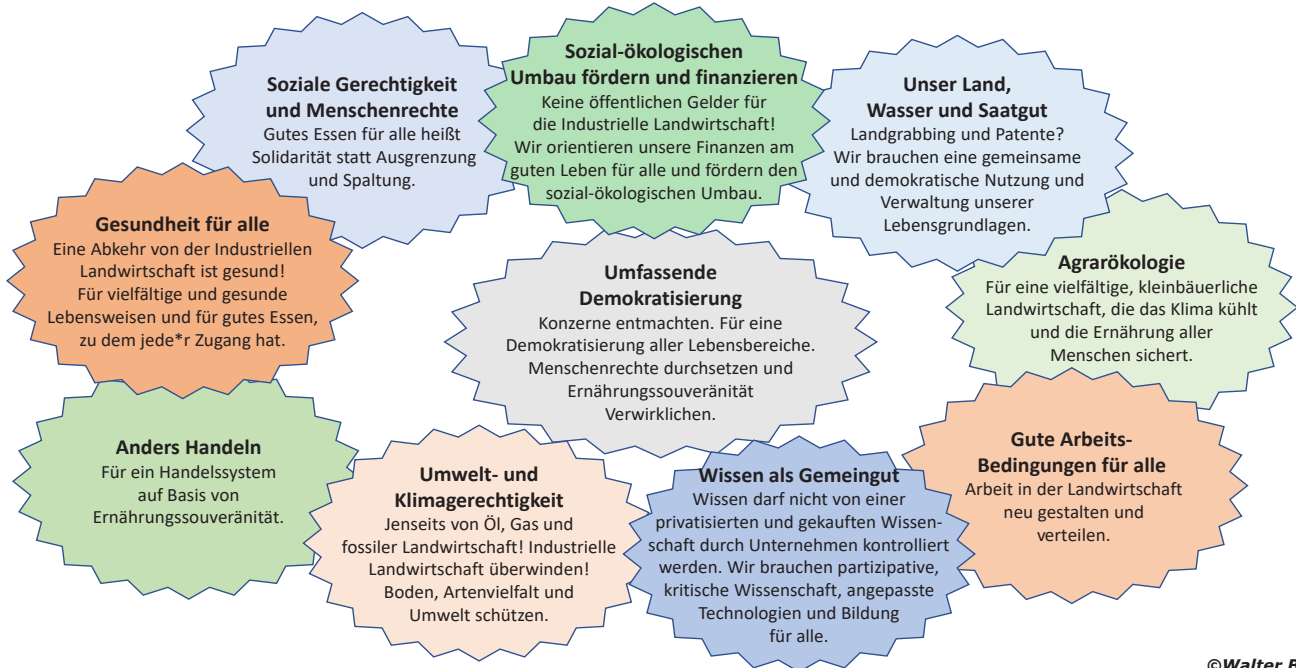 Soziale Gerechtigkeit
und Menschenrechte
Gutes Essen für alle heißt
Solidarität statt Ausgrenzung
und Spaltung.
Sozial-ökologischen
Umbau fördern und finanzieren
Keine öffentlichen Gelder für
die Industrielle Landwirtschaft!
Wir orientieren unsere Finanzen am
guten Leben für alle und fördern den
sozial-ökologischen Umbau.
Unser Land,
Wasser und Saatgut
Landgrabbing und Patente?
Wir brauchen eine gemeinsame
und demokratische Nutzung und
Verwaltung unserer
Lebensgrundlagen.
Gesundheit für alle
Eine Abkehr von der Industriellen
Landwirtschaft ist gesund!
Für vielfältige und gesunde
Lebensweisen und für gutes Essen,
zu dem jede*r Zugang hat.
Umfassende
Demokratisierung
Konzerne entmachten. Für eine
Demokratisierung aller Lebensbereiche.
Menschenrechte durchsetzen und
Ernährungssouveränität
Verwirklichen.
Agrarökologie
Für eine vielfältige, kleinbäuerliche
Landwirtschaft, die das Klima kühlt
und die Ernährung aller
Menschen sichert.
Anders Handeln
Für ein Handelssystem
auf Basis von
Ernährungssouveränität.
Umwelt- und
Klimagerechtigkeit
Jenseits von Öl, Gas und
fossiler Landwirtschaft! Industrielle
Landwirtschaft überwinden!
Boden, Artenvielfalt und
Umwelt schützen.
Wissen als Gemeingut
Wissen darf nicht von einer
privatisierten und gekauften Wissen-
schaft durch Unternehmen kontrolliert
werden. Wir brauchen partizipative,
kritische Wissenschaft, angepasste
Technologien und Bildung
für alle.
Gute Arbeits-
Bedingungen für alle
Arbeit in der Landwirtschaft
neu gestalten und
verteilen.
©Walter